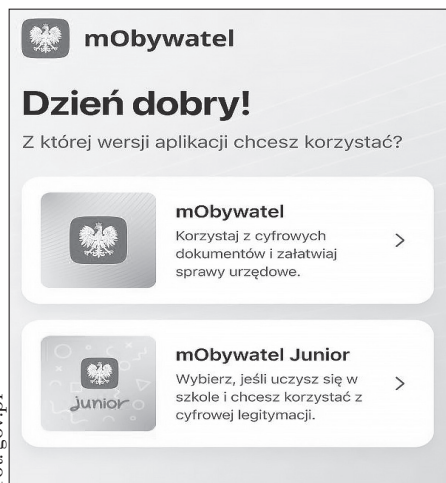 mObywatel
Dzień dobry!
Z której wersji aplikacji chcesz korzystać?
mObywatel
Korzystaj z cyfrowych
dokumentów i załatwiaj
sprawy urzędowe.
mObywatel Junior
Wybierz, jeśli uczysz się w
szkole i chcesz korzystać z
cyfrowej legitymacji.
junior